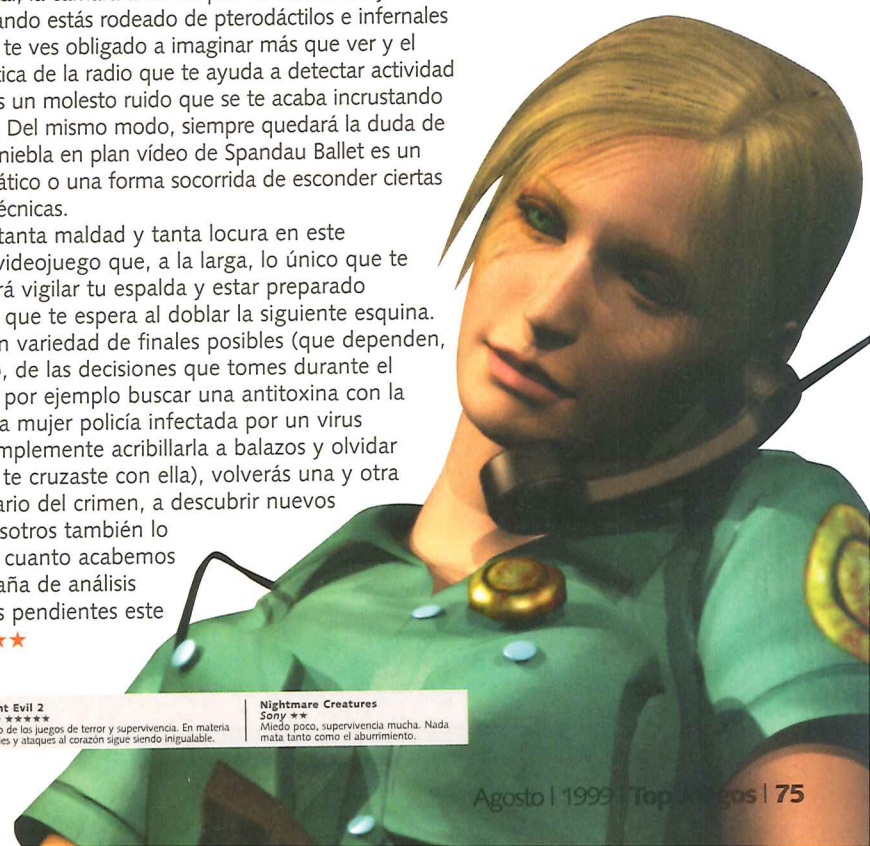 ando estás rodeado de pterodáctilos e infernales
te ves obligado a imaginar más que ver y el
tica de la radio que te ayuda a detectar actividad
s un molesto ruido que se te acaba incrustando
Del mismo modo, siempre quedará la duda de
niebla en plan vídeo de Spandau Ballet es un
ático o una forma socorrida de esconder ciertas
écnicas.
tanta maldad y tanta locura en este
videojuego que, a la larga, lo único que te
rá vigilar tu espalda y estar preparado
que te espera al doblar la siguiente esquina.
n variedad de finales posibles (que dependen,
, de las decisiones que tomes durante el
por ejemplo buscar una antitoxina con la
a mujer policía infectada por un virus
mplemente acribillarla a balazos y olvidar
te cruzaste con ella), volverás una y otra
ario del crimen, a descubrir nuevos
sotros también lo
cuanto acabemos
aña de análisis
s pendientes este
★★
nt Evil 2
★★★★★
o de los juegos de terror y supervivencia. En materia
es y ataques al corazón sigue siendo inigualable.
Nightmare Creatures
Sony ★★
Miedo poco, supervivencia mucha. Nada
mata tanto como el aburrimiento.
Agosto | 1999 | Top gos | 75